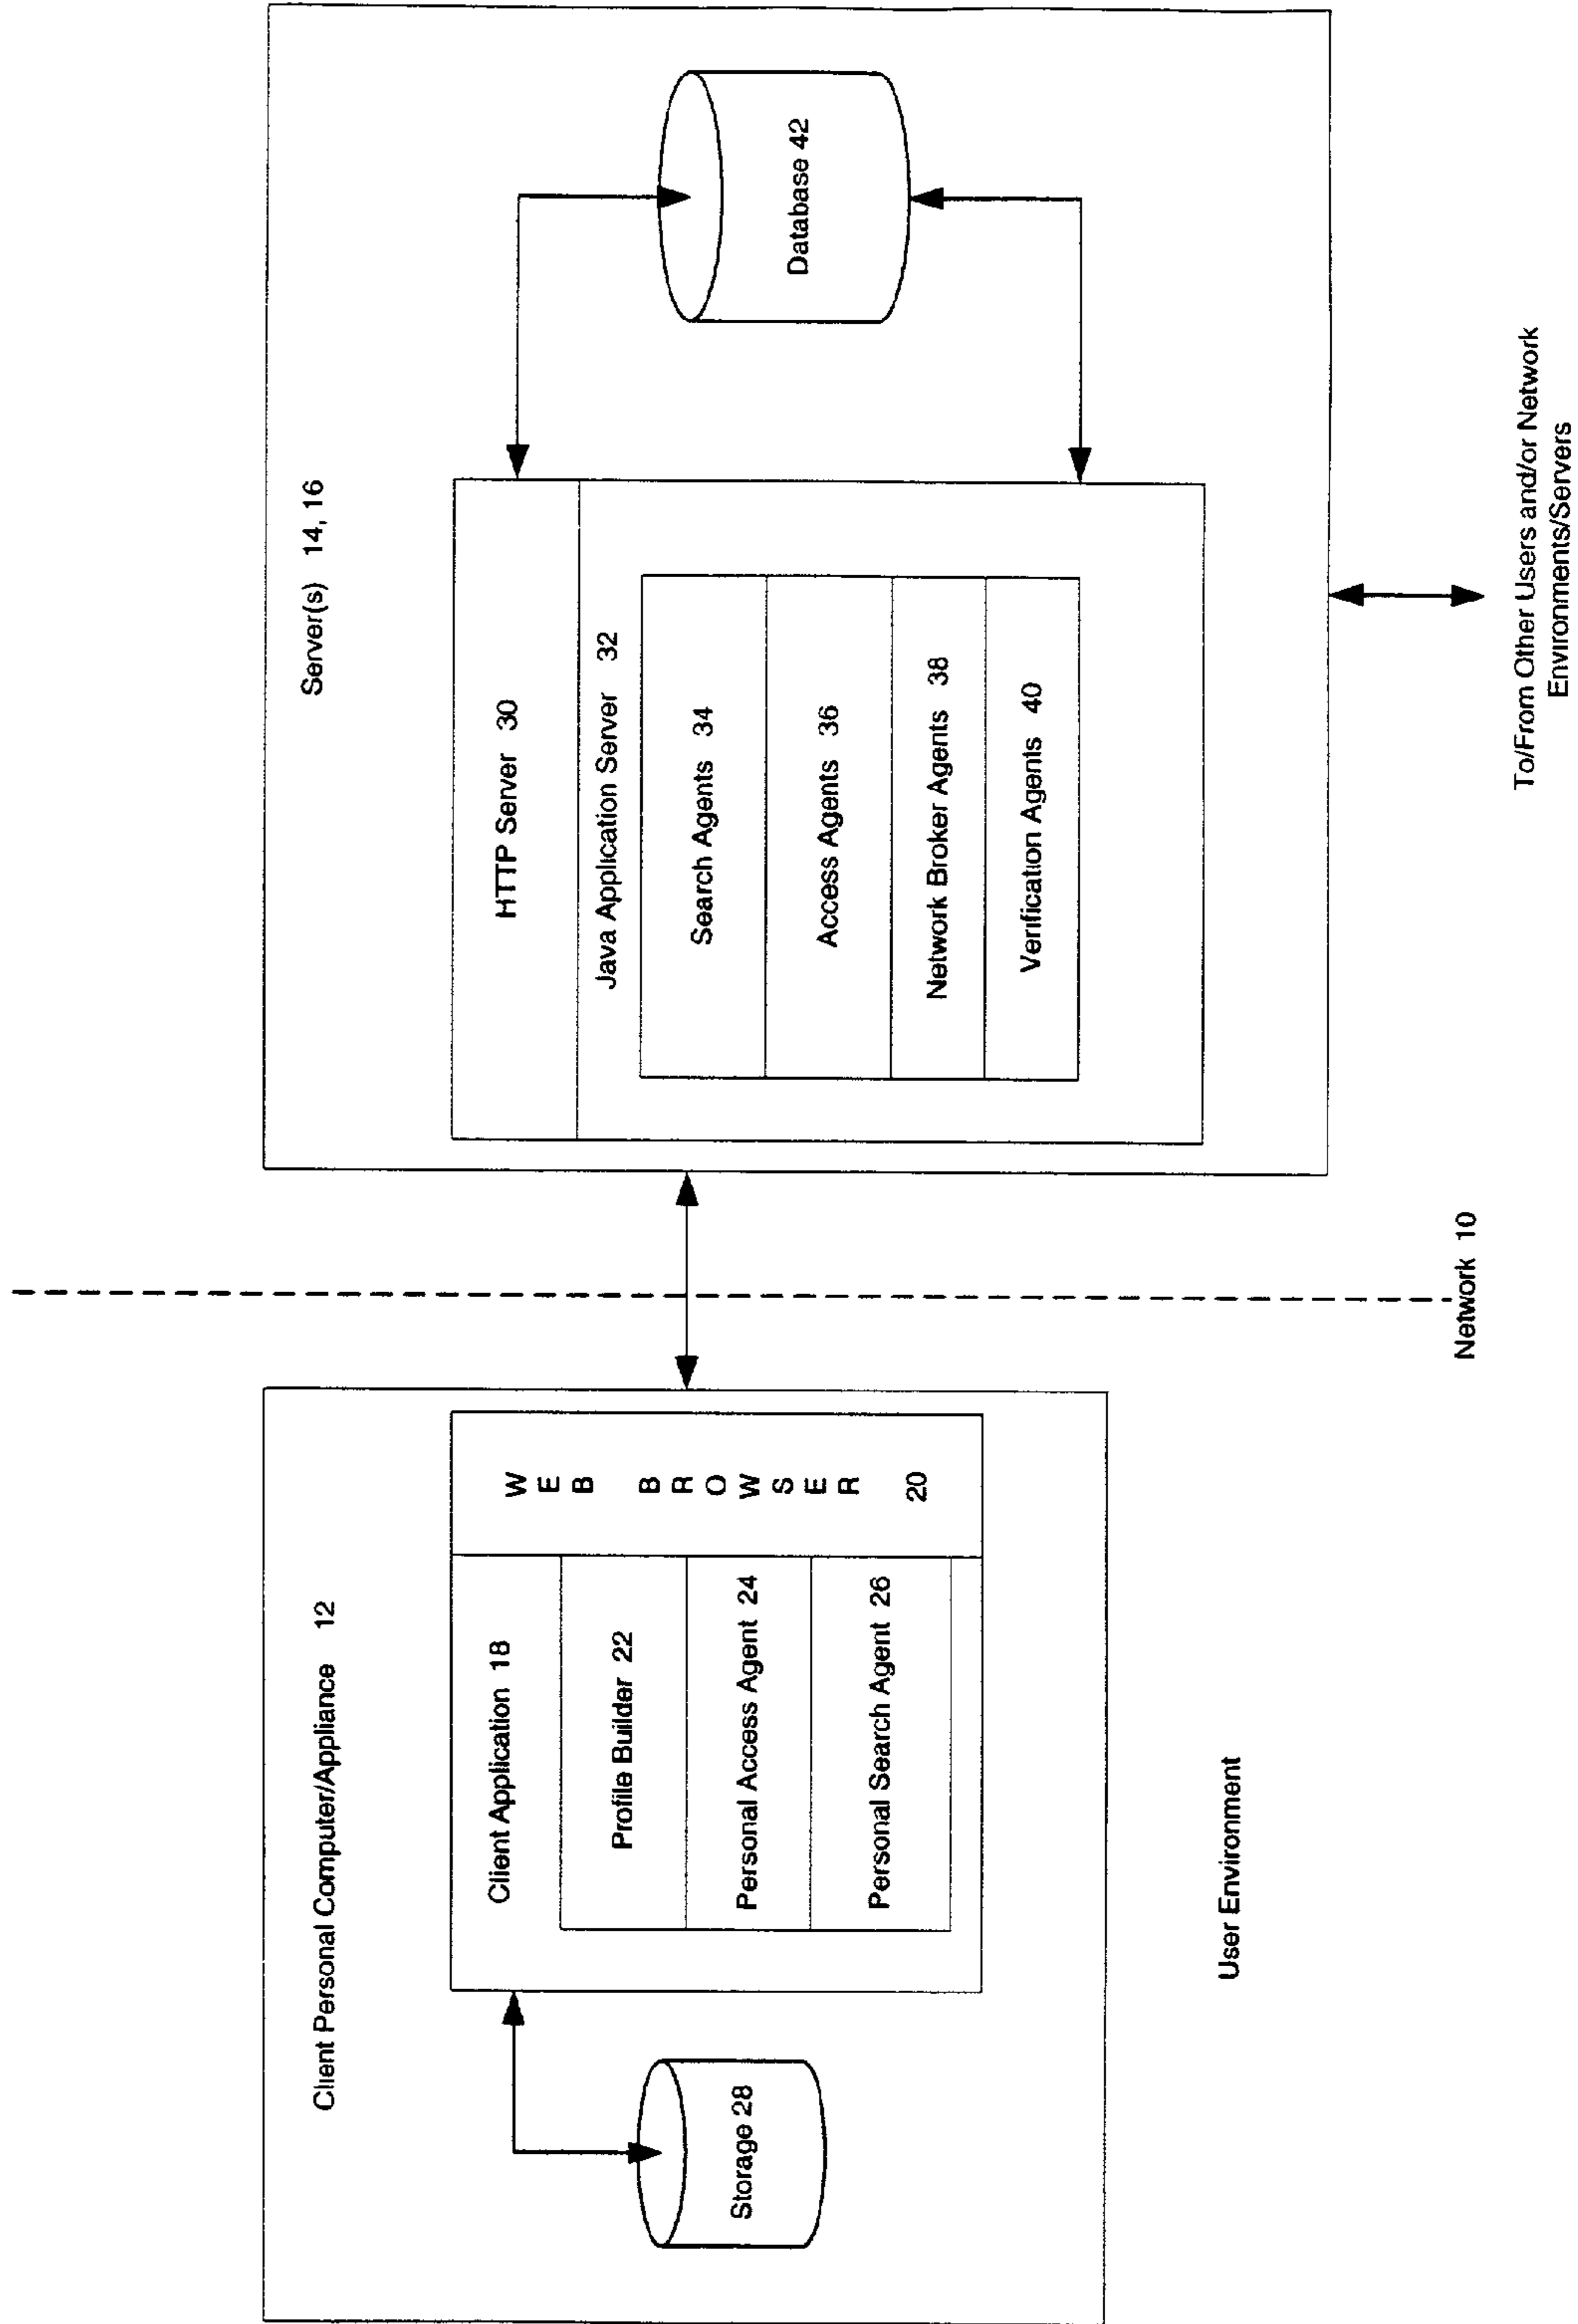 Client Personal Computer/Appliance 12
Client Application 18
Profile Builder 22
Personal Access Agent 24
Personal Search Agent 26
WEB BROWSER 20
Storage 28
User Environment
Network 10
Server(s) 14, 16
HTTP Server 30
Java Application Server 32
Search Agents 34
Access Agents 36
Network Broker Agents 38
Verification Agents 40
Database 42
To/From Other Users and/or Network
Environments/Servers